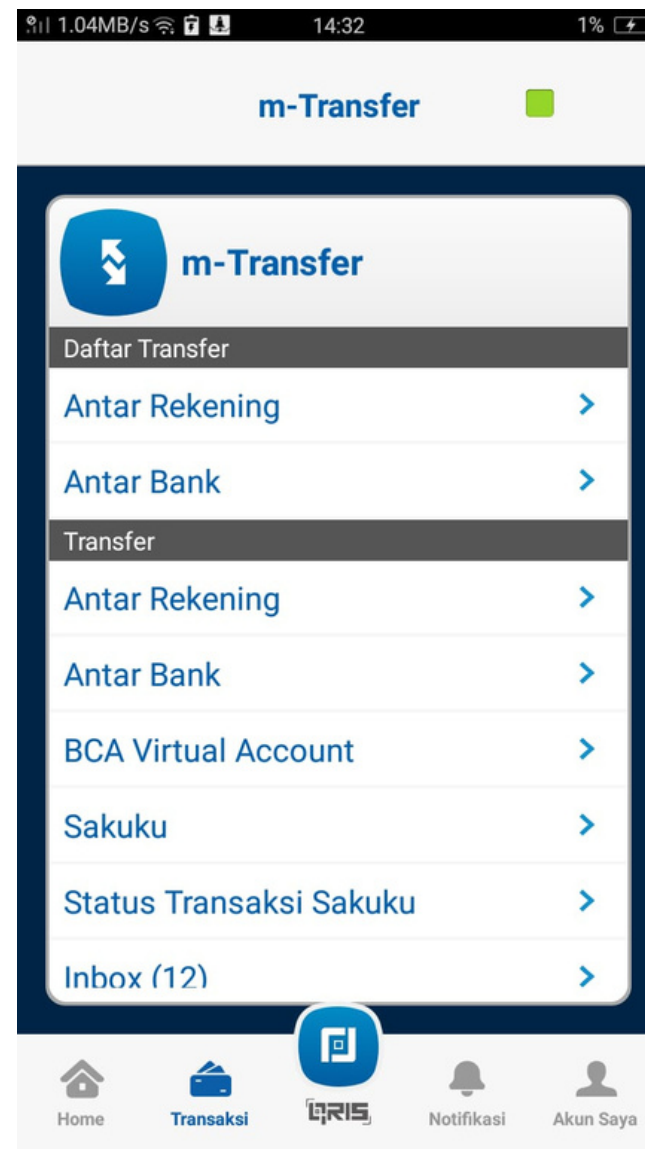 1.04MB/s 14:32 1%
m-Transfer
m-Transfer
Daftar Transfer
Antar Rekening
Antar Bank
Transfer
Antar Rekening
Antar Bank
BCA Virtual Account
Sakuku
Status Transaksi Sakuku
Inbox (12)
Home Transaksi QRIS Notifikasi Akun Saya